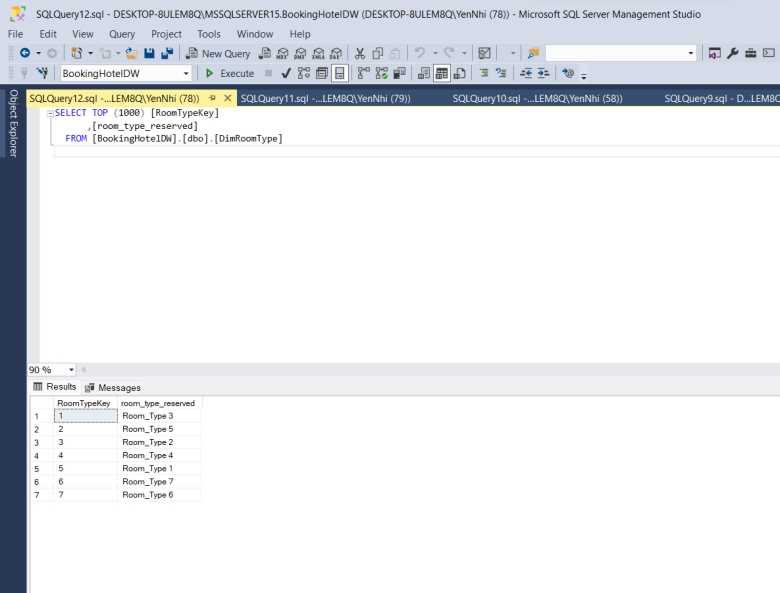 SQLQuery12.sql - DESKTOP-8ULEM8Q\MSSQLSERVER15.BookingHotelDW (DESKTOP-8ULEM8Q\YenNhi (78)) - Microsoft SQL Server Management Studio
File Edit View Query Project Tools Window Help
New Query
BookingHotelDW Execute
Object Explorer
SQLQuery12.sql -...LEM8Q\YenNhi (78)) SQLQuery11.sql -...LEM8Q\YenNhi (79)) SQLQuery10.sql -...LEM8Q\YenNhi (58)) SQLQuery9.sql - D...LEM8Q
SELECT TOP (1000) [RoomTypeKey]
,[room_type_reserved]
FROM [BookingHotelDW].[dbo].[DimRoomType]
90 %
Results Messages
RoomTypeKey room_type_reserved
1 1 Room_Type 3
2 2 Room_Type 5
3 3 Room_Type 2
4 4 Room_Type 4
5 5 Room_Type 1
6 6 Room_Type 7
7 7 Room_Type 6